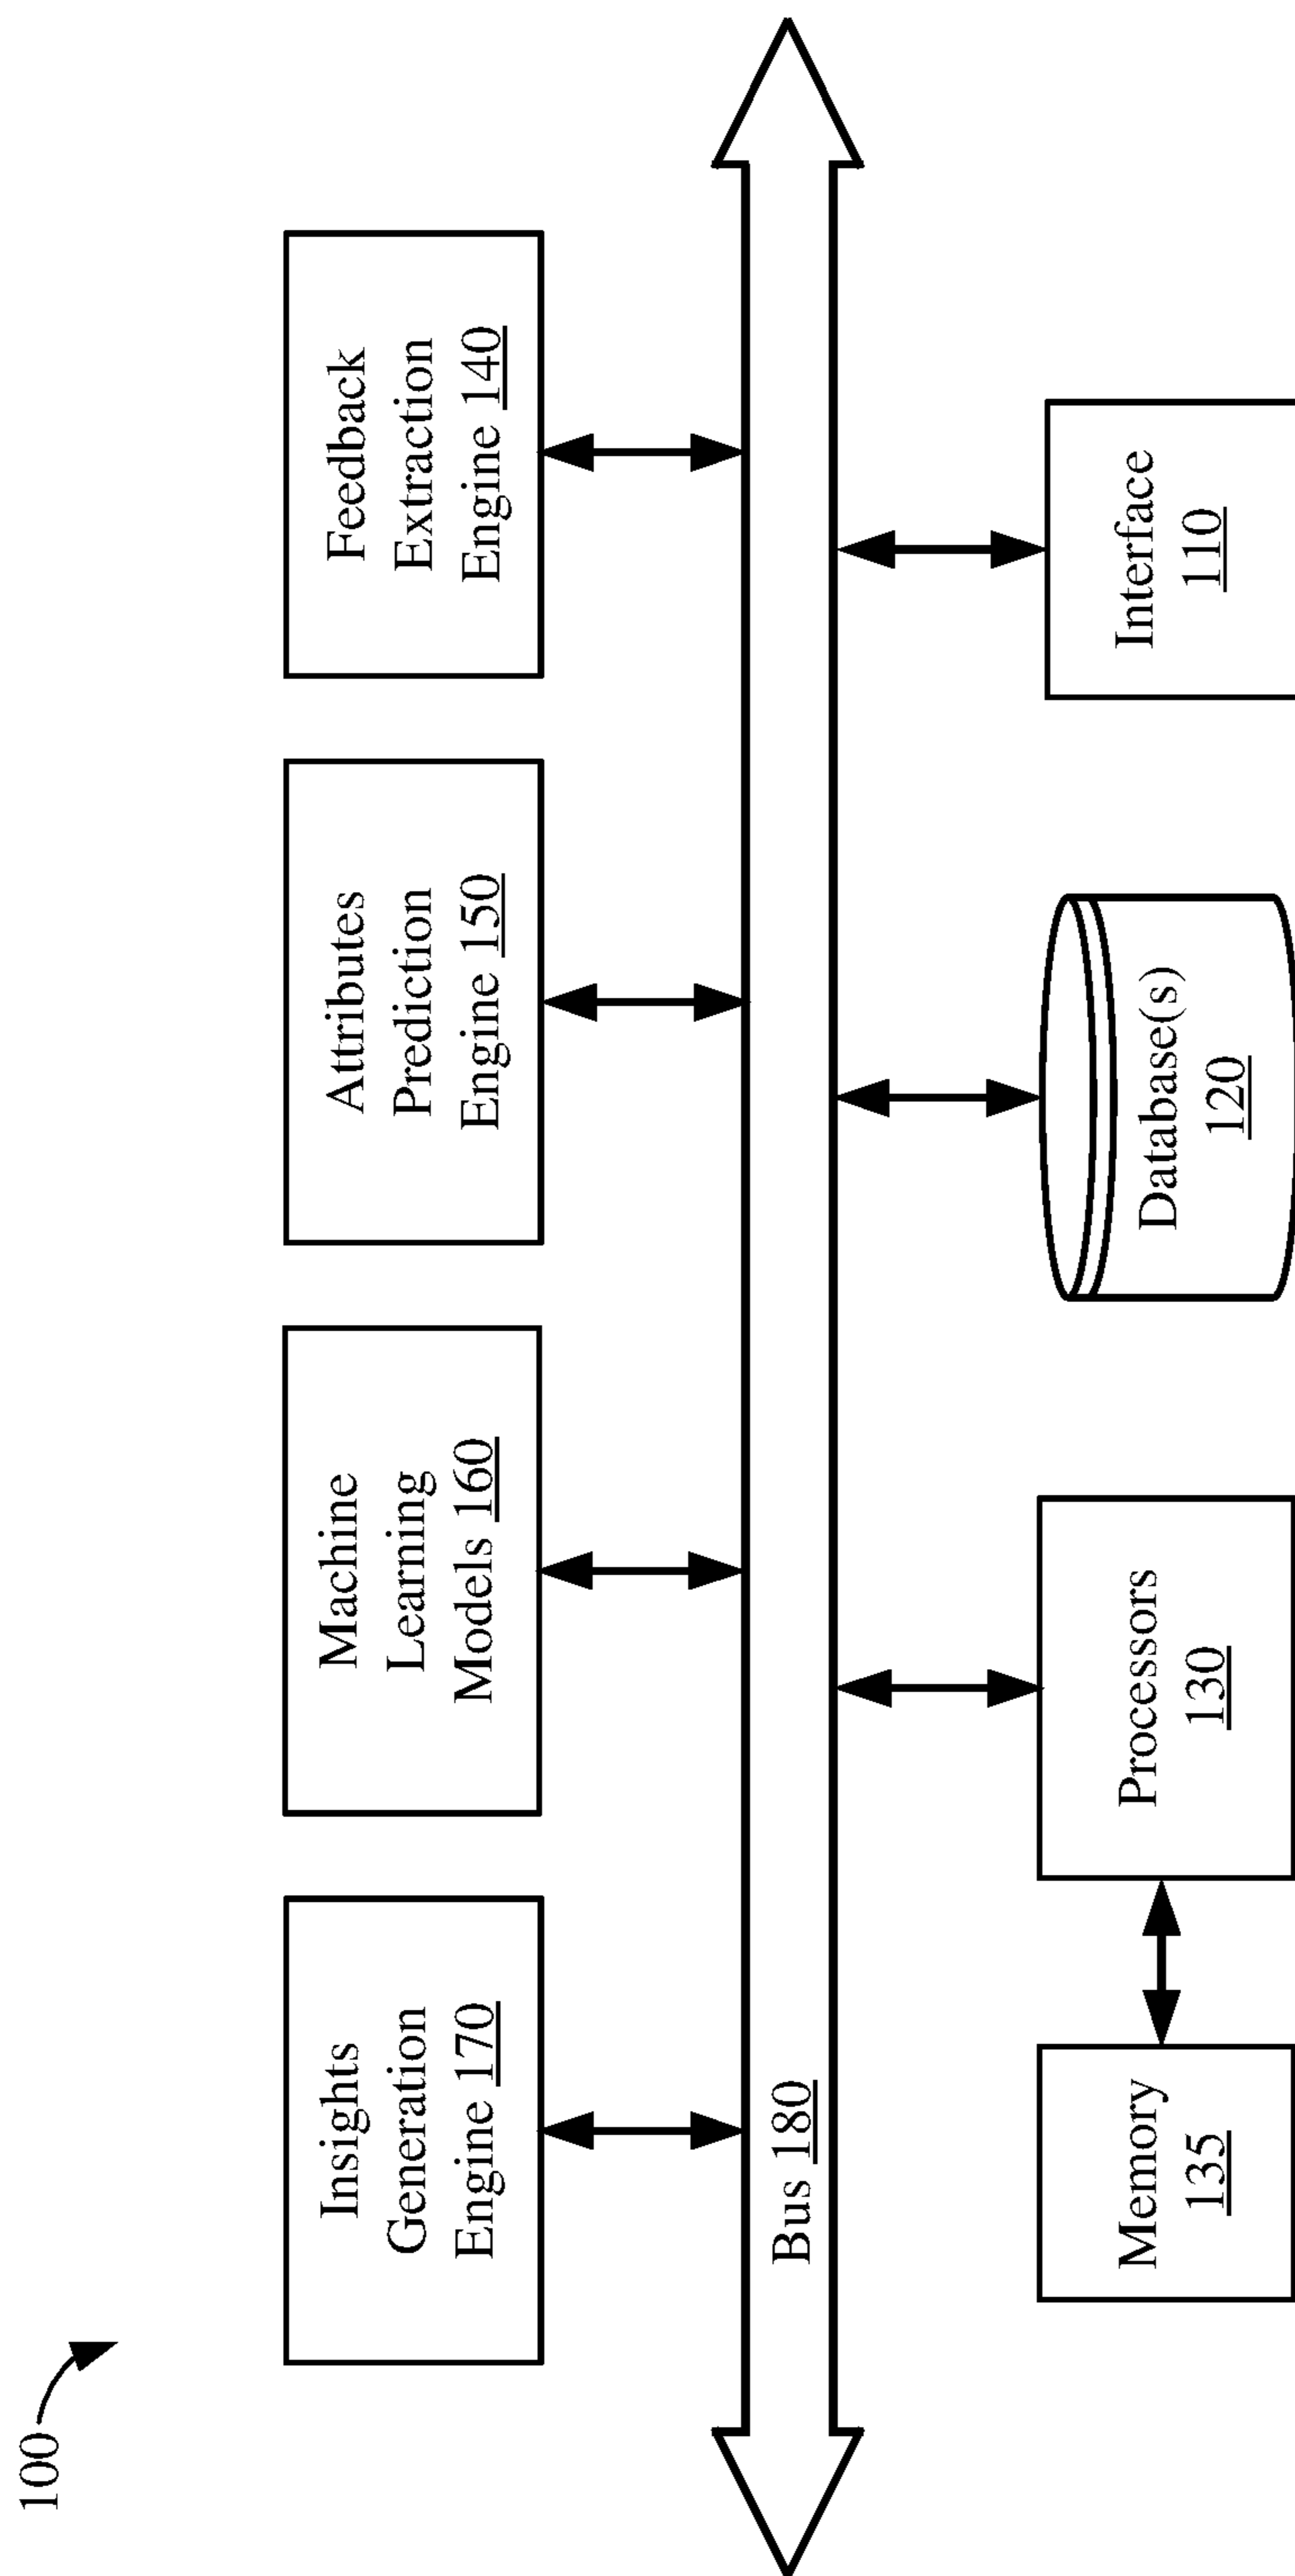 100
Insights
Generation
Engine 170
Machine
Learning
Models 160
Attributes
Prediction
Engine 150
Feedback
Extraction
Engine 140
Bus 180
Memory
135
Processors
130
Database(s)
120
Interface
110